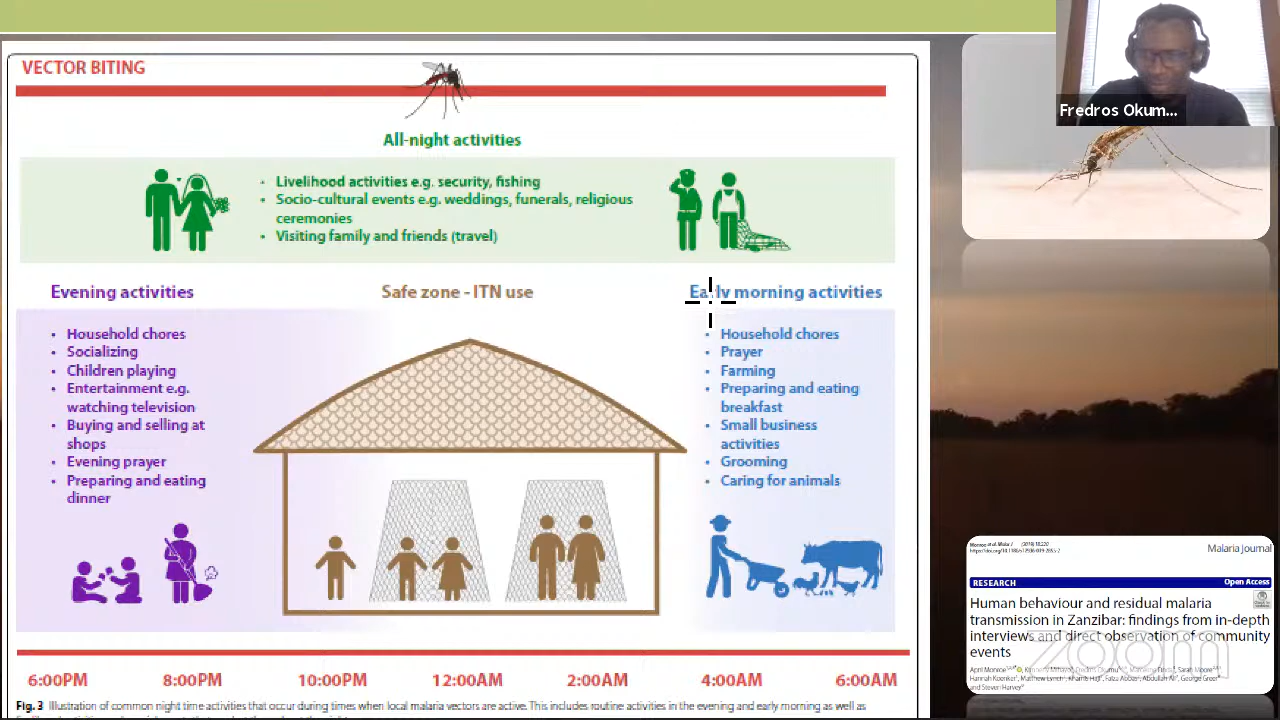 VECTOR BITING
All-night activities
• Livelihood activities e.g. security, fishing
• Socio-cultural events e.g. weddings, funerals, religious
ceremonies
• Visiting family and friends (travel)
Evening activities
• Household chores
• Socializing
• Children playing
• Entertainment e.g.
watching television
• Buying and selling at
shops
• Evening prayer
• Preparing and eating
dinner
Safe zone - ITN use
Early morning activities
• Household chores
• Prayer
• Farming
• Preparing and eating
breakfast
• Small business
activities
• Grooming
• Caring for animals
6:00PM 8:00PM 10:00PM 12:00AM 2:00AM 4:00AM 6:00AM
Fig. 3 Illustration of common night time activities that occur during times when local malaria vectors are active. This includes routine activities in the evening and early morning as well as
Fredros Okum...
Malaria Journal
RESEARCH Open Access
Human behaviour and residual malaria
transmission in Zanzibar: findings from in-depth
interviews and direct observation of community
events
and Steven Harvey
zoom